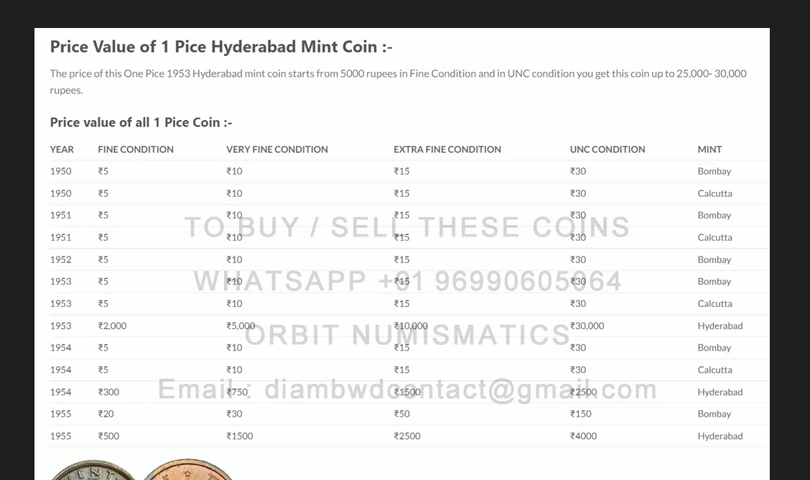 Price Value of 1 Pice Hyderabad Mint Coin :-
The price of this One Pice 1953 Hyderabad mint coin starts from 5000 rupees in Fine Condition and in UNC condition you get this coin up to 25,000- 30,000
rupees.
Price value of all 1 Pice Coin :-
YEAR FINE CONDITION VERY FINE CONDITION EXTRA FINE CONDITION UNC CONDITION MINT
1950 ₹5 ₹10 ₹15 ₹30 Bombay
1950 ₹5 ₹10 ₹15 ₹30 Calcutta
1951 ₹5 ₹10 ₹15 ₹30 Bombay
TO BUY / SELL THESE COINS
1951 ₹5 ₹10 ₹15 ₹30 Calcutta
1952 ₹5 ₹10 ₹15 ₹30 Bombay
1953 ₹5 ₹10 ₹15 ₹30 Bombay
WHATSAPP +91 96990605064
1953 ₹5 ₹10 ₹15 ₹30 Calcutta
1953 ₹2,000 ₹5,000 ₹10,000 ₹30,000 Hyderabad
ORBIT NUMISMATICS
1954 ₹5 ₹10 ₹15 ₹30 Bombay
1954 ₹5 ₹10 ₹15 ₹30 Calcutta
1954 ₹300 ₹750 ₹1500 ₹2500 Hyderabad
Email : diambwdcontact@gmail.com
1955 ₹20 ₹30 ₹50 ₹150 Bombay
1955 ₹500 ₹1500 ₹2500 ₹4000 Hyderabad